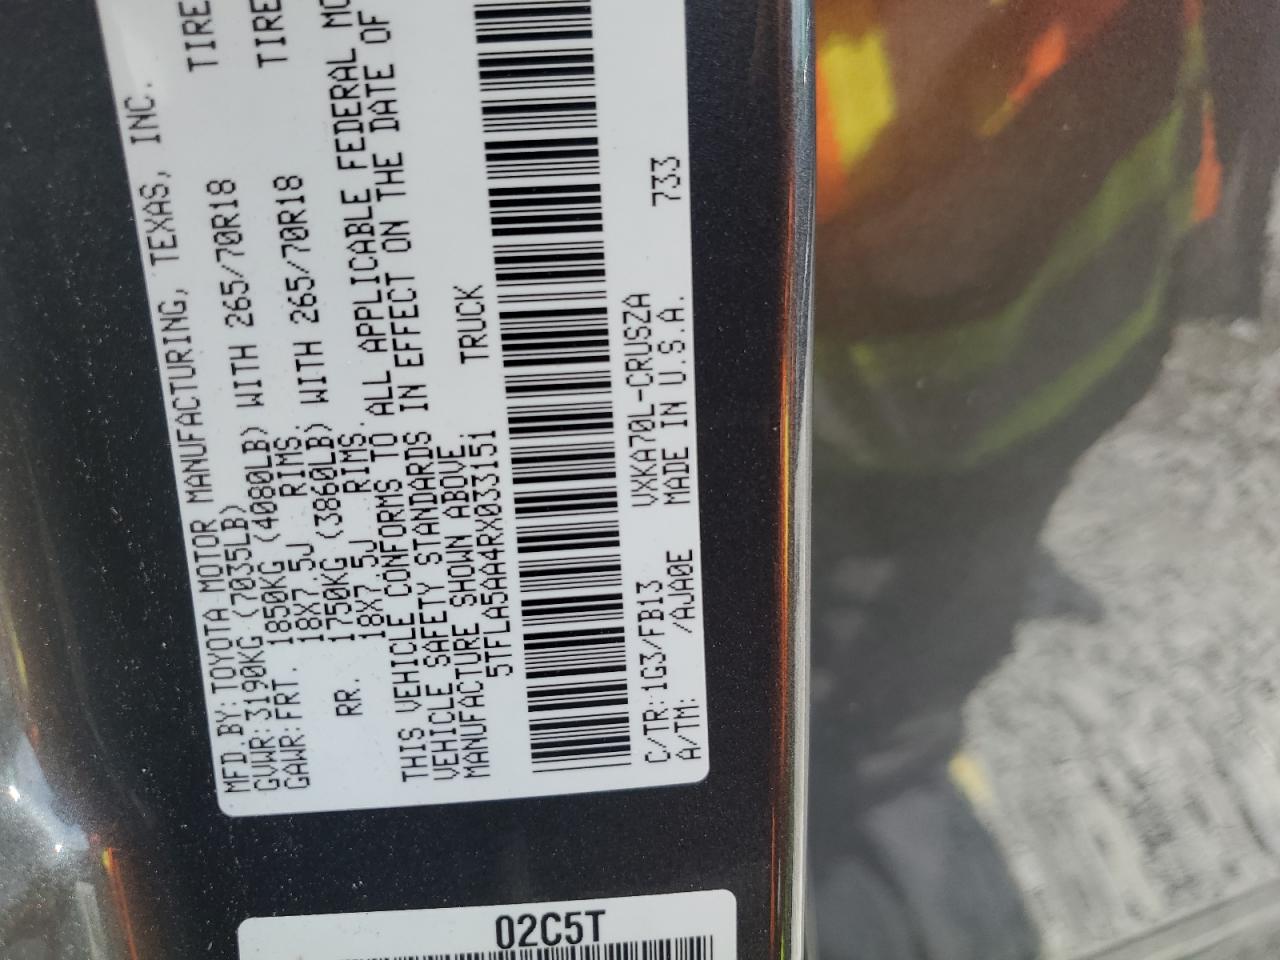 MFD BY:TOYOTA MOTOR MANUFACTURING, TEXAS, INC.
GVWR:3190KG (7035LB)
GAWR:FRT. 1850KG (4080LB) WITH 265/70R18 TIRE
18X7.5J RIMS
RR. 1750KG (3860LB) WITH 265/70R18 TIRE
18X7.5J RIMS.
THIS VEHICLE CONFORMS TO ALL APPLICABLE FEDERAL MO
VEHICLE SAFETY STANDARDS IN EFFECT ON THE DATE OF
MANUFACTURE SHOWN ABOVE.
5TFLA5AA4RX033151 TRUCK
C/TR:1G3/FB13 VXKA70L-CRUSZA 733
A/TM: /AJA0E MADE IN U.S.A.
02C5T